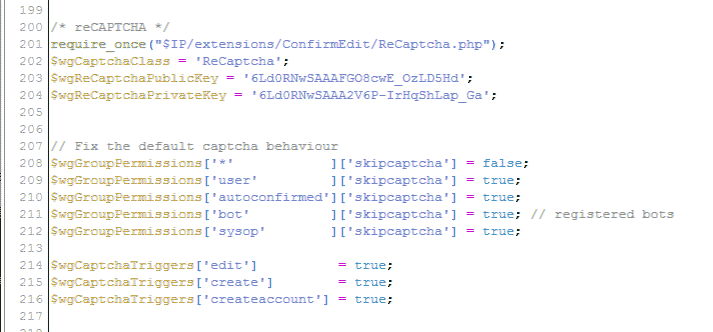 199
200 /* reCAPTCHA */
201 require_once("$IP/extensions/ConfirmEdit/ReCaptcha.php");
202 $wgCaptchaClass = 'ReCaptcha';
203 $wgReCaptchaPublicKey = '6Ld0RNwSAAAFGO8cwE_OzLD5Hd';
204 $wgReCaptchaPrivateKey = '6Ld0RNwSAAA2V6P-IrHqShLap_Ga';
205
206
207 // Fix the default captcha behaviour
208 $wgGroupPermissions['*'            ]['skipcaptcha'] = false;
209 $wgGroupPermissions['user'         ]['skipcaptcha'] = true;
210 $wgGroupPermissions['autoconfirmed']['skipcaptcha'] = true;
211 $wgGroupPermissions['bot'          ]['skipcaptcha'] = true; // registered bots
212 $wgGroupPermissions['sysop'        ]['skipcaptcha'] = true;
213
214 $wgCaptchaTriggers['edit']          = true;
215 $wgCaptchaTriggers['create']        = true;
216 $wgCaptchaTriggers['createaccount'] = true;
217